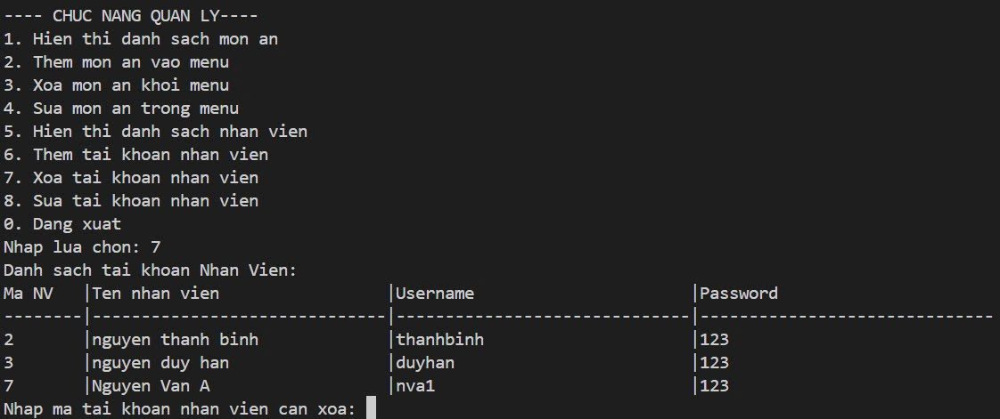 ---- CHUC NANG QUAN LY----
1. Hien thi danh sach mon an
2. Them mon an vao menu
3. Xoa mon an khoi menu
4. Sua mon an trong menu
5. Hien thi danh sach nhan vien
6. Them tai khoan nhan vien
7. Xoa tai khoan nhan vien
8. Sua tai khoan nhan vien
0. Dang xuat
Nhap lua chon: 7
Danh sach tai khoan Nhan Vien:
Ma NV   |Ten nhan vien                 |Username                      |Password
--------|------------------------------|------------------------------|------------------------------
2       |nguyen thanh binh             |thanhbinh                     |123
3       |nguyen duy han                |duyhan                        |123
7       |Nguyen Van A                  |nva1                          |123
Nhap ma tai khoan nhan vien can xoa: